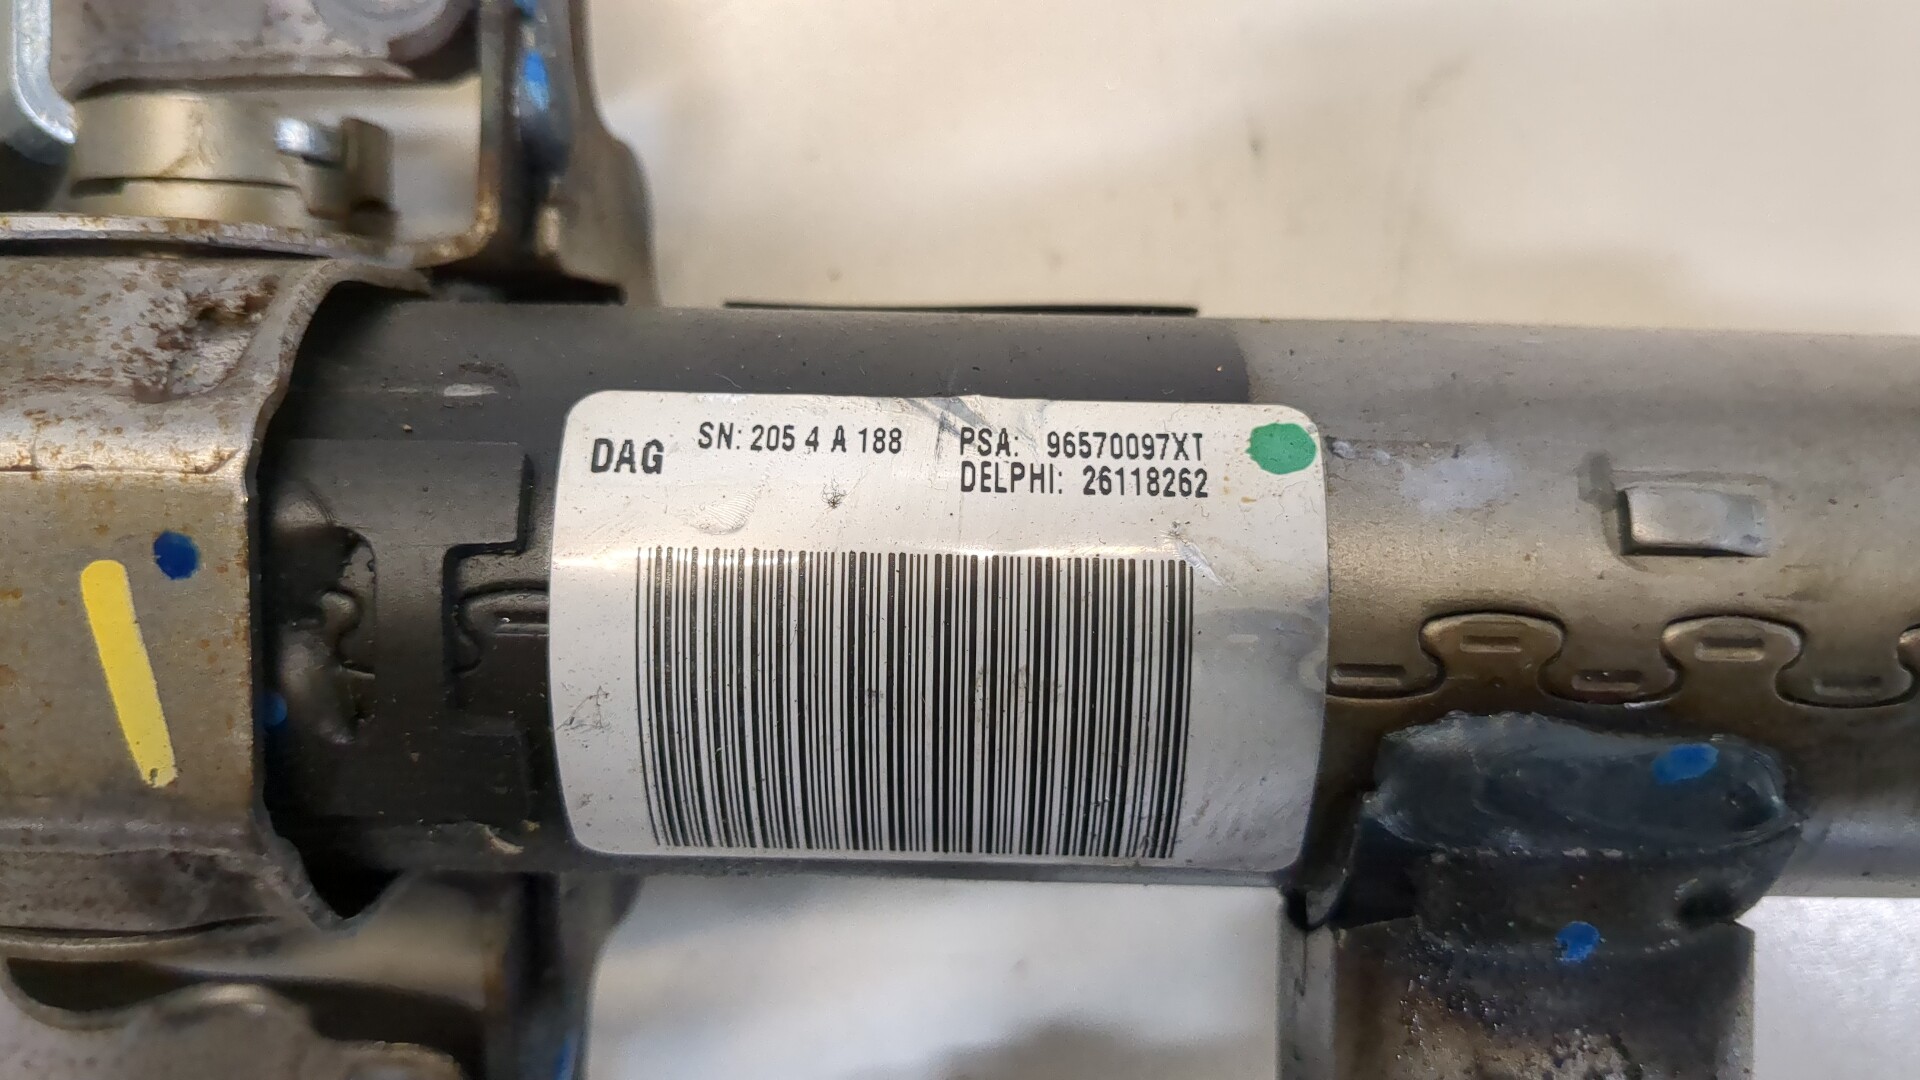 DAG SN: 205 4 A 188 PSA: 96570097XT
DELPHI: 26118262